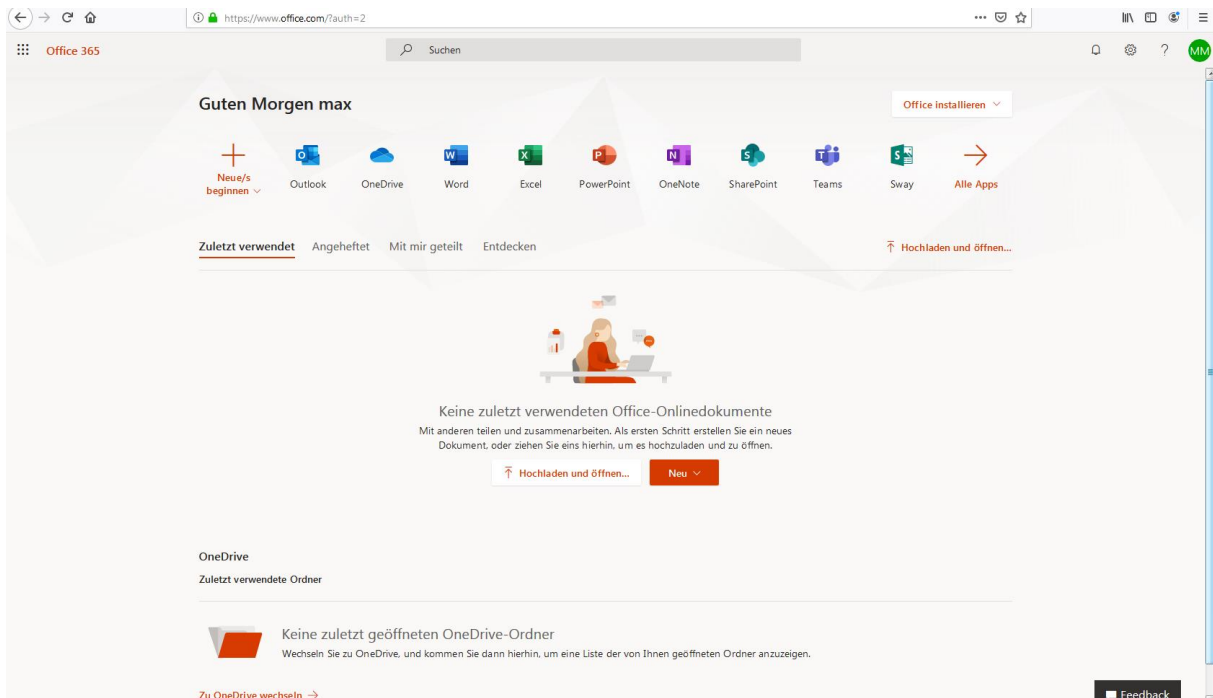 https://www.office.com/?auth=2
Office 365
Suchen
MM
Guten Morgen max
Office installieren
Neue/s beginnen
Outlook
OneDrive
Word
Excel
PowerPoint
OneNote
SharePoint
Teams
Sway
Alle Apps
Zuletzt verwendet Angeheftet Mit mir geteilt Entdecken
Hochladen und öffnen...
Keine zuletzt verwendeten Office-Onlinedokumente
Mit anderen teilen und zusammenarbeiten. Als ersten Schritt erstellen Sie ein neues
Dokument, oder ziehen Sie eins hierhin, um es hochzuladen und zu öffnen.
Hochladen und öffnen...
Neu
OneDrive
Zuletzt verwendete Ordner
Keine zuletzt geöffneten OneDrive-Ordner
Wechseln Sie zu OneDrive, und kommen Sie dann hierhin, um eine Liste der von Ihnen geöffneten Ordner anzuzeigen.
Zu OneDrive wechseln
Feedback